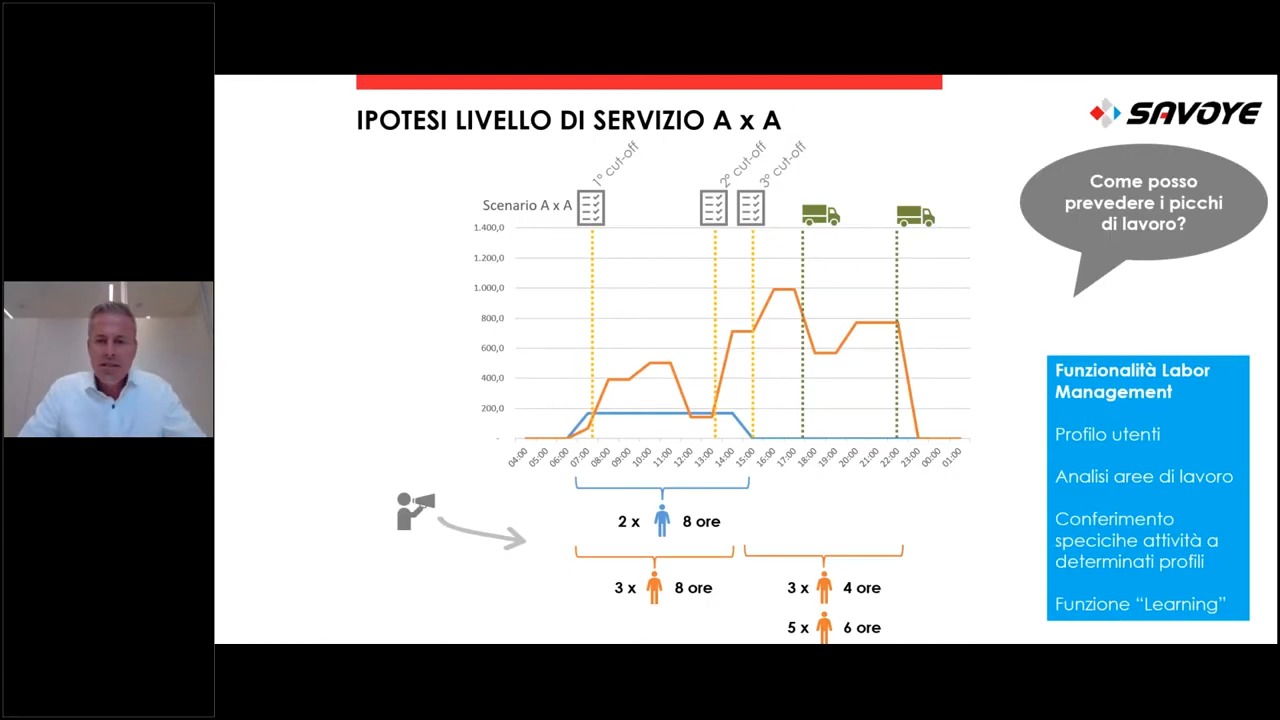 IPOTESI LIVELLO DI SERVIZIO A x A
SAVOYE
1° cut-off
2° cut-off
3° cut-off
Scenario A x A
Come posso
prevedere i picchi
di lavoro?
1.400,0
1.200,0
1.000,0
800,0
600,0
400,0
200,0
-
04:00 05:00 06:00 07:00 08:00 09:00 10:00 11:00 12:00 13:00 14:00 15:00 16:00 17:00 18:00 19:00 20:00 21:00 22:00 23:00 00:00 01:00
Funzionalità Labor
Management
Profilo utenti
Analisi aree di lavoro
Conferimento
specicihe attività a
determinati profili
Funzione “Learning”
2 x 8 ore
3 x 8 ore
3 x 4 ore
5 x 6 ore